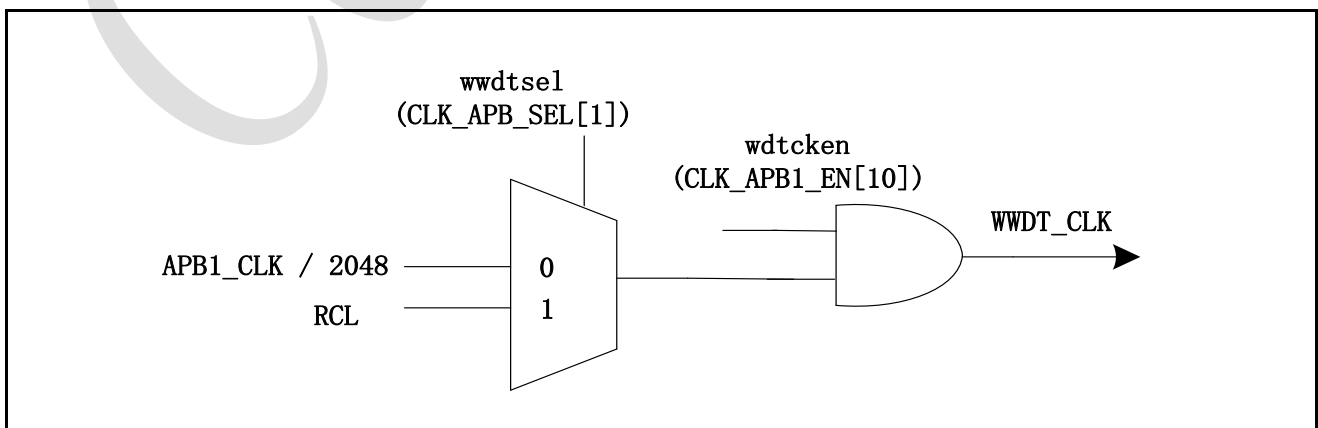 wwdtsel
(CLK_APB_SEL[1])
wdtcken
(CLK_APB1_EN[10])
WWDT_CLK
APB1_CLK / 2048
0
RCL
1